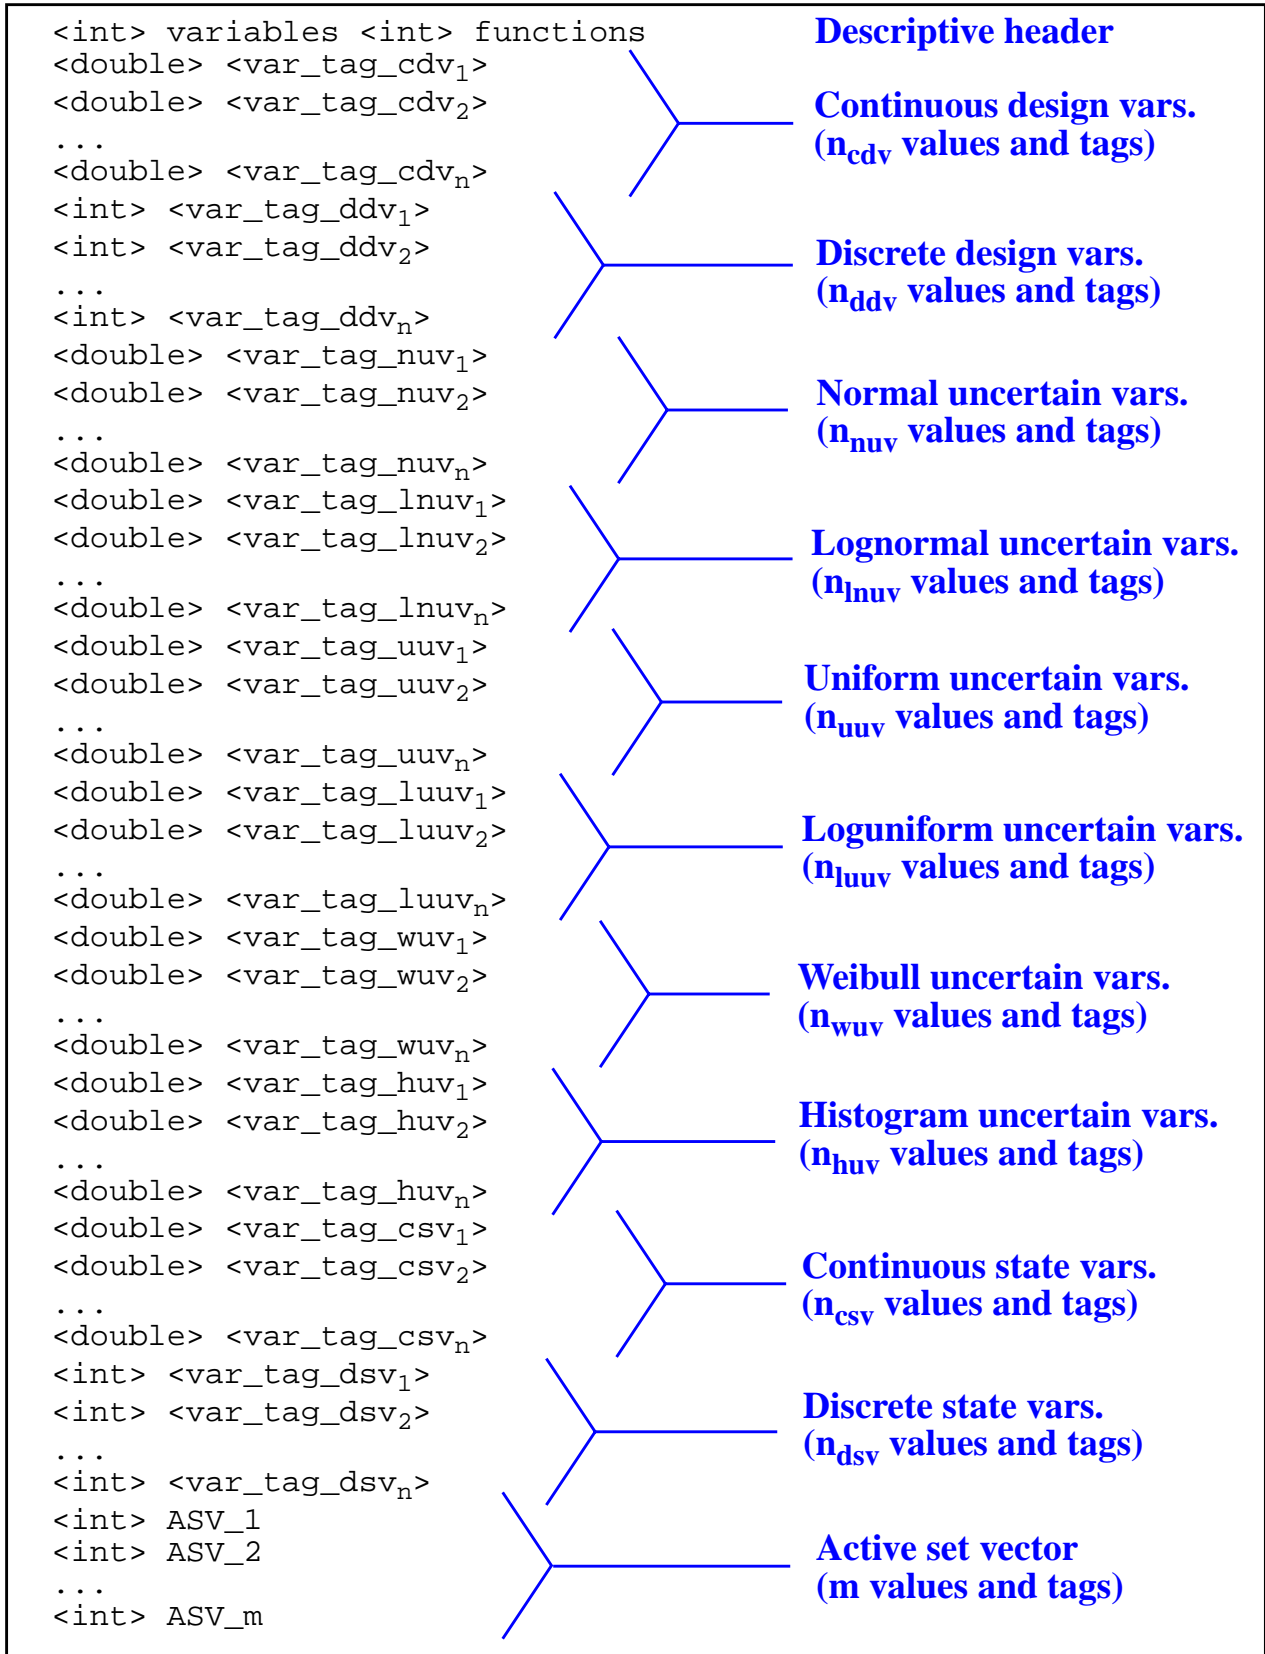 <int> variables <int> functions Descriptive header
<double> <var_tag_cdv1>
<double> <var_tag_cdv2>
...
<double> <var_tag_cdvn>
Continuous design vars.
(ncdv values and tags)
<int> <var_tag_ddv1>
<int> <var_tag_ddv2>
...
<int> <var_tag_ddvn>
Discrete design vars.
(nddv values and tags)
<double> <var_tag_nuv1>
<double> <var_tag_nuv2>
...
<double> <var_tag_nuvn>
Normal uncertain vars.
(nnuv values and tags)
<double> <var_tag_lnuv1>
<double> <var_tag_lnuv2>
...
<double> <var_tag_lnuvn>
Lognormal uncertain vars.
(nlnuv values and tags)
<double> <var_tag_uuv1>
<double> <var_tag_uuv2>
...
<double> <var_tag_uuvn>
Uniform uncertain vars.
(nuuv values and tags)
<double> <var_tag_luuv1>
<double> <var_tag_luuv2>
...
<double> <var_tag_luuvn>
Loguniform uncertain vars.
(nluuv values and tags)
<double> <var_tag_wuv1>
<double> <var_tag_wuv2>
...
<double> <var_tag_wuvn>
Weibull uncertain vars.
(nwuv values and tags)
<double> <var_tag_huv1>
<double> <var_tag_huv2>
...
<double> <var_tag_huvn>
Histogram uncertain vars.
(nhuv values and tags)
<double> <var_tag_csv1>
<double> <var_tag_csv2>
...
<double> <var_tag_csvn>
Continuous state vars.
(ncsv values and tags)
<int> <var_tag_dsv1>
<int> <var_tag_dsv2>
...
<int> <var_tag_dsvn>
Discrete state vars.
(ndsv values and tags)
<int> ASV_1
<int> ASV_2
...
<int> ASV_m
Active set vector
(m values and tags)